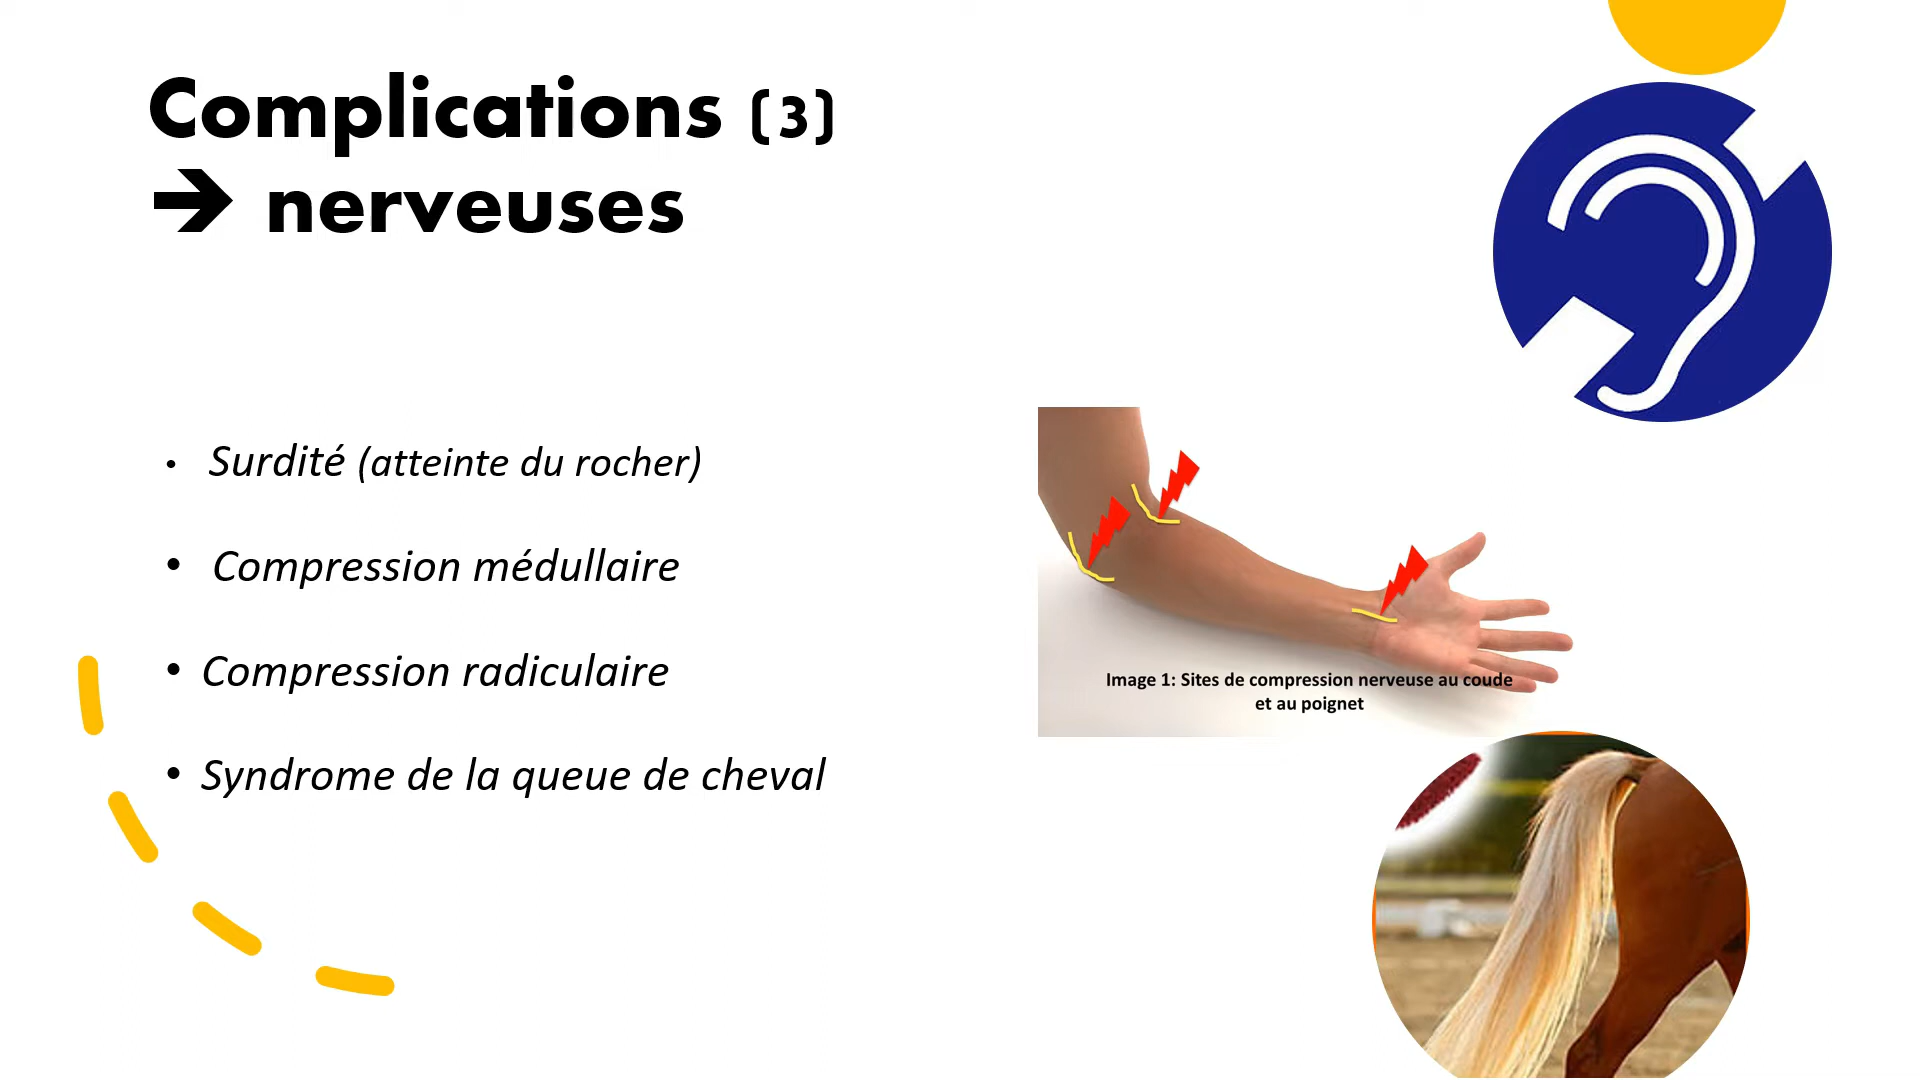 Complications (3)
➔ nerveuses
• Surdité (atteinte du rocher)
• Compression médullaire
• Compression radiculaire
• Syndrome de la queue de cheval
Image 1: Sites de compression nerveuse au coude
et au poignet